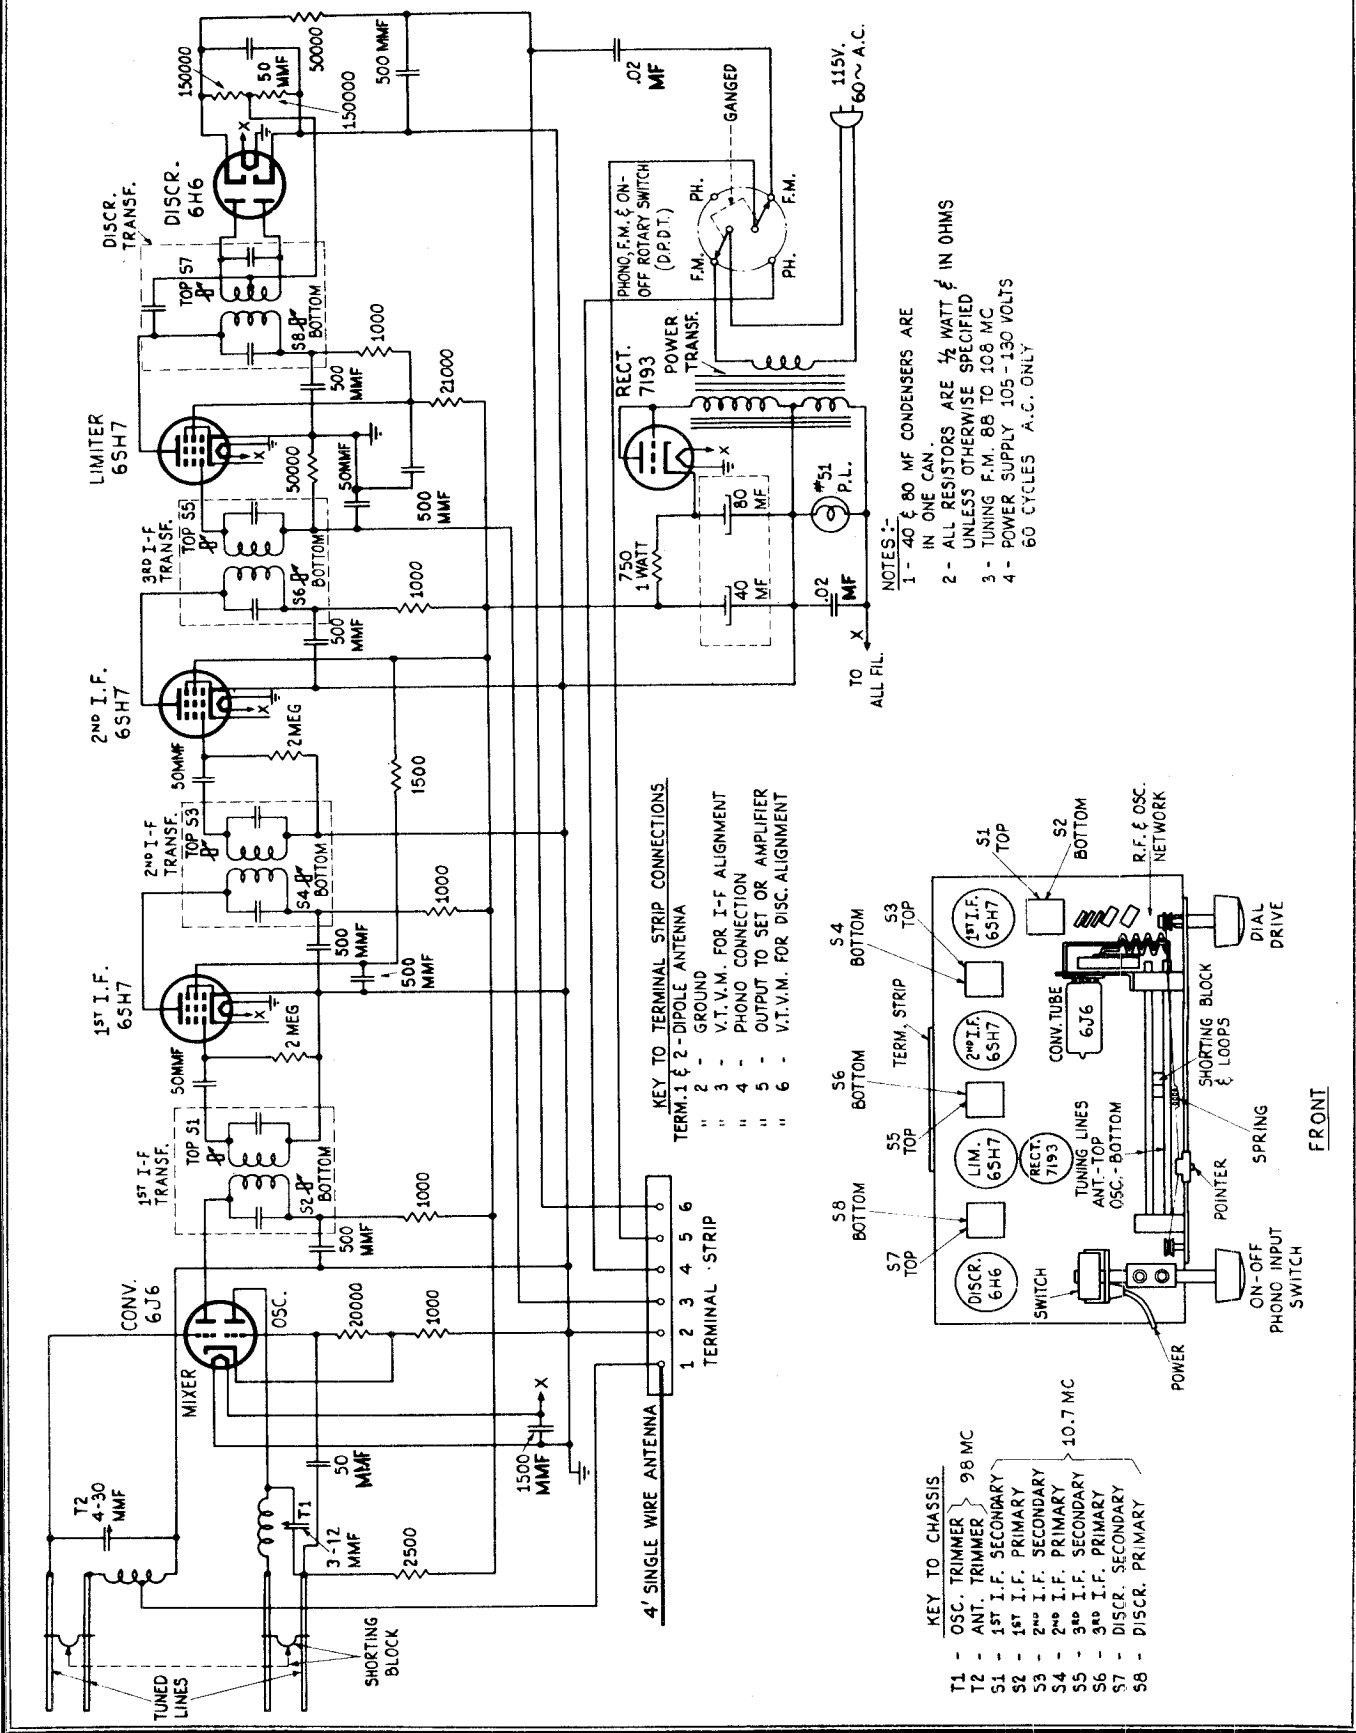 T2
4-30
MMF
TUNED
LINES
SHORTING
BLOCK
T1
3-12
MMF
2500
50
MMF
1500
MMF
X
CONV.
6J6
MIXER
OSC.
20000
1000
1ST I-F
TRANSF.
TOP S1
S2
BOTTOM
500
MMF
1000
50MMF
2 MEG
1ST I.F.
6SH7
X
500
MMF
500
MMF
1000
2ND I-F
TRANSF.
TOP S3
S4
BOTTOM
1500
50MMF
2MEG
2ND I.F.
6SH7
X
500
MMF
1000
3RD I-F
TRANSF.
TOP S5
S6
BOTTOM
50000
50MMF
500
MMF
LIMITER
6SH7
X
500
MMF
1000
21000
DISCR.
TRANSF.
TOP S7
S8
BOTTOM
DISCR.
6H6
X
150000
50
MMF
50000
150000
500 MMF
.02
MF
4' SINGLE WIRE ANTENNA
1 2 3 4 5 6
TERMINAL STRIP
KEY TO TERMINAL STRIP CONNECTIONS
TERM. 1 & 2 - DIPOLE ANTENNA
" 2 - GROUND
" 3 - V.T.V.M. FOR I-F ALIGNMENT
" 4 - PHONO CONNECTION
" 5 - OUTPUT TO SET OR AMPLIFIER
" 6 - V.T.V.M. FOR DISC. ALIGNMENT
RECT.
7193
X
POWER
TRANSF.
750
1 WATT
40
MF
80
MF
#51
P.L.
.02
MF
X
TO
ALL FIL.
PHONO, F.M. & ON-
OFF ROTARY SWITCH
(D.P.D.T.)
F.M.
PH.
PH.
F.M.
GANGED
115V.
60~ A.C.
NOTES:-
1 - 40 & 80 MF CONDENSERS ARE
IN ONE CAN.
2 - ALL RESISTORS ARE ½ WATT & IN OHMS
UNLESS OTHERWISE SPECIFIED
3 - TUNING F.M. 88 TO 108 MC
4 - POWER SUPPLY 105-130 VOLTS
60 CYCLES A.C. ONLY
KEY TO CHASSIS
T1 - OSC. TRIMMER
T2 - ANT. TRIMMER
98 MC
S1 - 1ST I.F. SECONDARY
S2 - 1ST I.F. PRIMARY
S3 - 2ND I.F. SECONDARY
S4 - 2ND I.F. PRIMARY
S5 - 3RD I.F. SECONDARY
S6 - 3RD I.F. PRIMARY
S7 - DISCR. SECONDARY
S8 - DISCR. PRIMARY
10.7 MC
S7
TOP
S8
BOTTOM
S5
TOP
S6
BOTTOM
TERM. STRIP
S4
BOTTOM
S3
TOP
S1
TOP
S2
BOTTOM
R.F. & OSC.
NETWORK
DISCR.
6H6
LIM.
6SH7
RECT.
7193
2ND I.F.
6SH7
1ST I.F.
6SH7
CONV. TUBE
6J6
SWITCH
POWER
TUNING LINES
ANT.-TOP
OSC.-BOTTOM
SHORTING BLOCK
& LOOPS
SPRING
POINTER
DIAL
DRIVE
ON-OFF
PHONO INPUT
SWITCH
FRONT